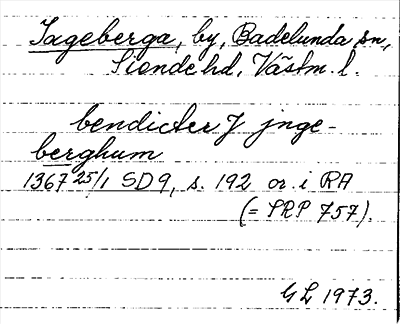 Ingeberga, by, Badelunda sn,
Siende hd, Västm. l.
bendicter J jnge-
berghum
1367 25/1 SD 9, s. 192 or. i RA
(= SRP 757).
GL 1973.